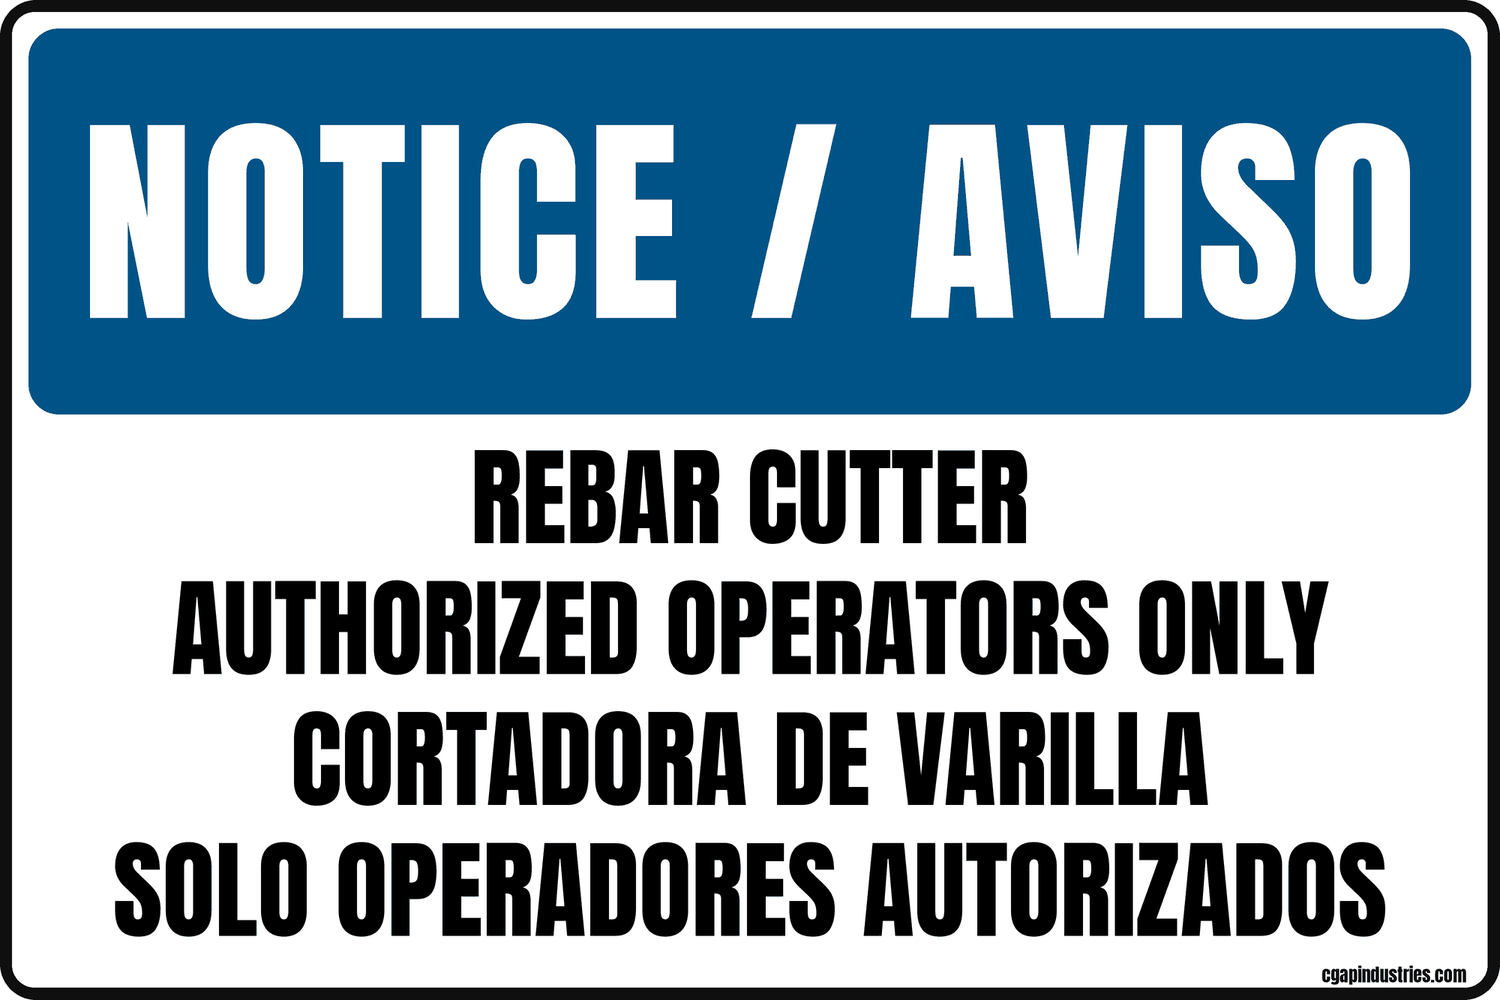 NOTICE / AVISO
REBAR CUTTER
AUTHORIZED OPERATORS ONLY
CORTADORA DE VARILLA
SOLO OPERADORES AUTORIZADOS
cgapindustries.com